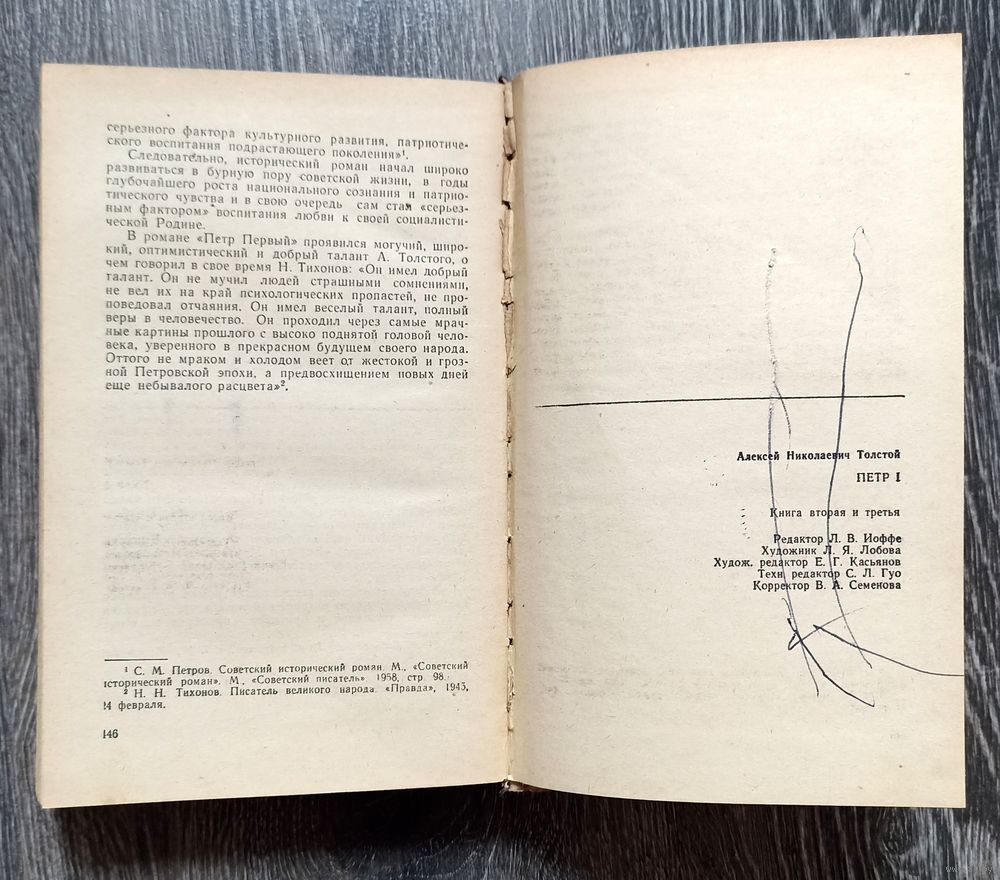 серьезного фактора культурного развития, патриотиче-
ского воспитания подрастающего поколения»¹.
Следовательно, исторический роман начал широко
развиваться в бурную пору советской жизни, в годы
глубочайшего роста национального сознания и патрио-
тического чувства и в свою очередь сам стал «серьез-
ным фактором» воспитания любви к своей социалисти-
ческой Родине.
В романе «Петр Первый» проявился могучий, широ-
кий, оптимистический и добрый талант А. Толстого, о
чем говорил в свое время Н. Тихонов: «Он имел добрый
талант. Он не мучил людей страшными сомнениями,
не вел их на край психологических пропастей, не про-
поведовал отчаяния. Он имел веселый талант, полный
веры в человечество. Он проходил через самые мрач-
ные картины прошлого с высоко поднятой головой чело-
века, уверенного в прекрасном будущем своего народа.
Оттого не мраком и холодом веет от жестокой и гроз-
ной Петровской эпохи, а предвосхищением новых дней
еще небывалого расцвета»².
¹ С. М. Петров. Советский исторический роман. М., «Советский
исторический роман». М., «Советский писатель» 1958, стр. 98.
² Н. Н. Тихонов. Писатель великого народа. «Правда», 1945,
24 февраля.
146
Алексей Николаевич Толстой
ПЕТР I
Книга вторая и третья
Редактор Л. В. Иоффе
Художник Л. Я. Лобова
Худож. редактор Е. Г. Касьянов
Техн. редактор С. Л. Гуо
Корректор В. А. Семенова